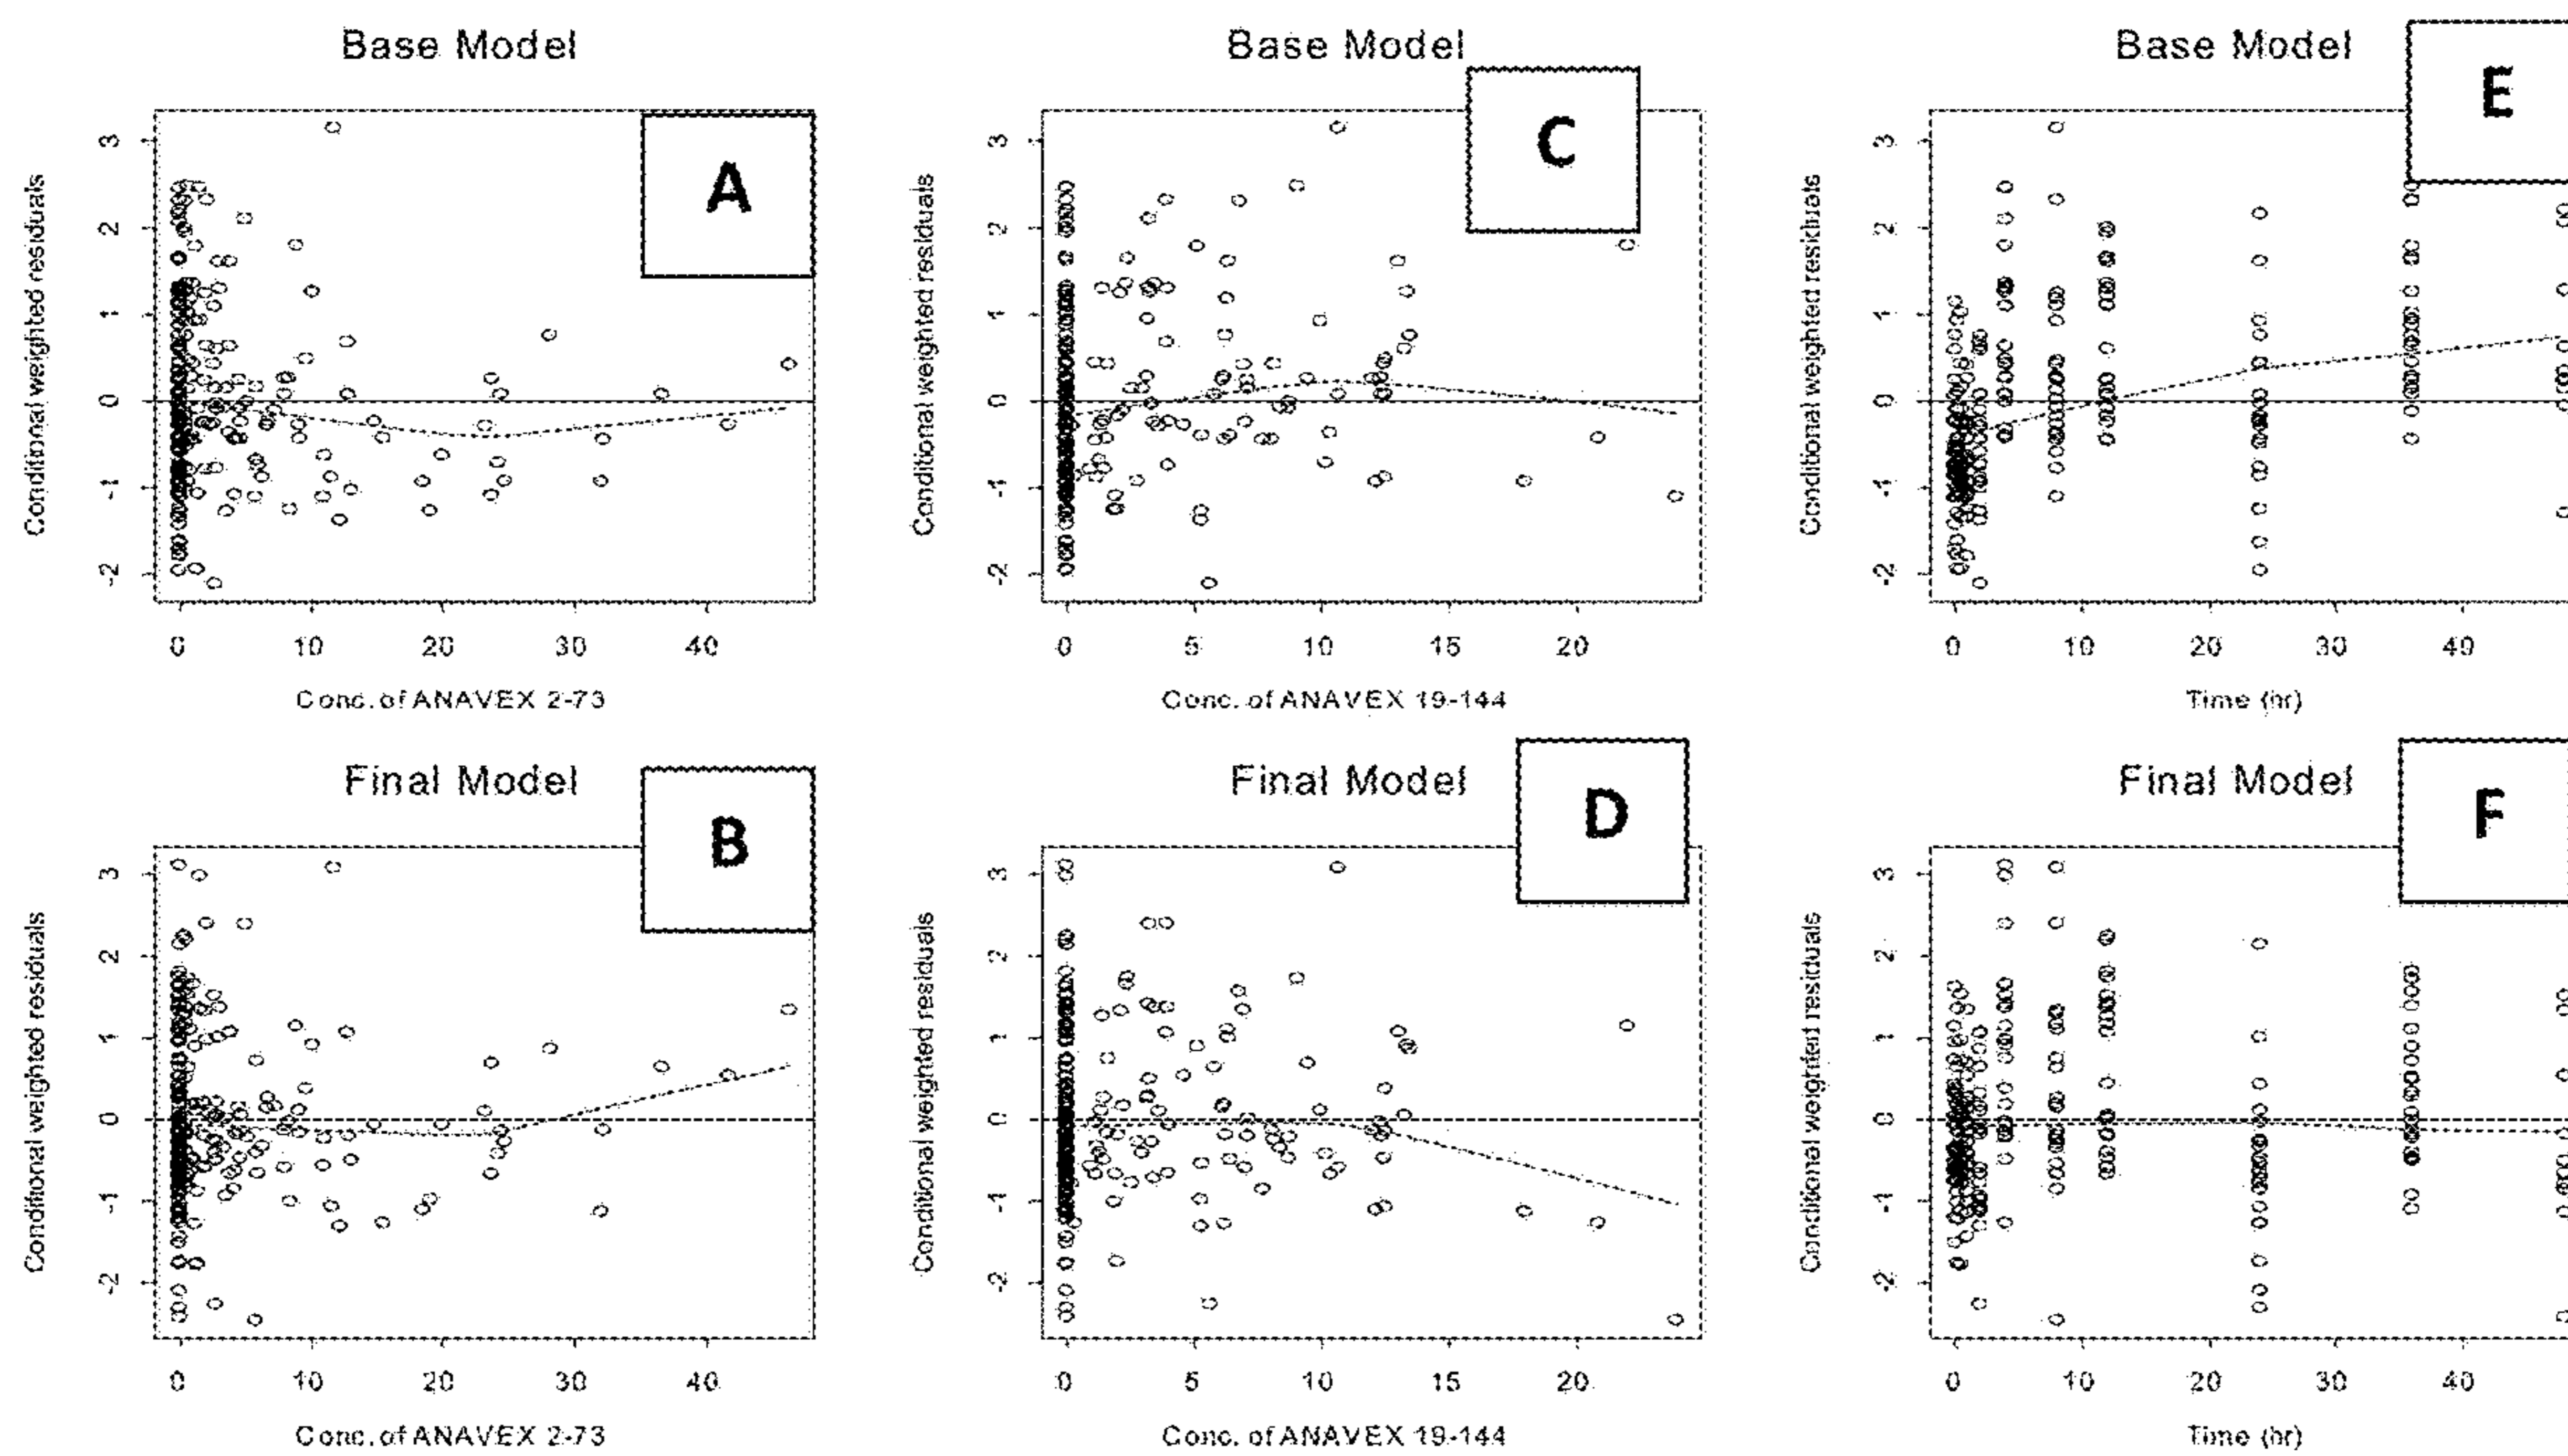 Base Model
Base Model
Base Model
A
C
E
Conditional weighted residuals
3
2
1
0
-1
-2
0 10 20 30 40
Conc. of ANAVEX 2-73
Conditional weighted residuals
3
2
1
0
-1
-2
0 5 10 15 20
Conc. of ANAVEX 19-144
Conditional weighted residuals
3
2
1
0
-1
-2
0 10 20 30 40
Time (hr)
Final Model
Final Model
Final Model
B
D
F
Conditional weighted residuals
3
2
1
0
-1
-2
0 10 20 30 40
Conc. of ANAVEX 2-73
Conditional weighted residuals
3
2
1
0
-1
-2
0 5 10 15 20
Conc. of ANAVEX 19-144
Conditional weighted residuals
3
2
1
0
-1
-2
0 10 20 30 40
Time (hr)